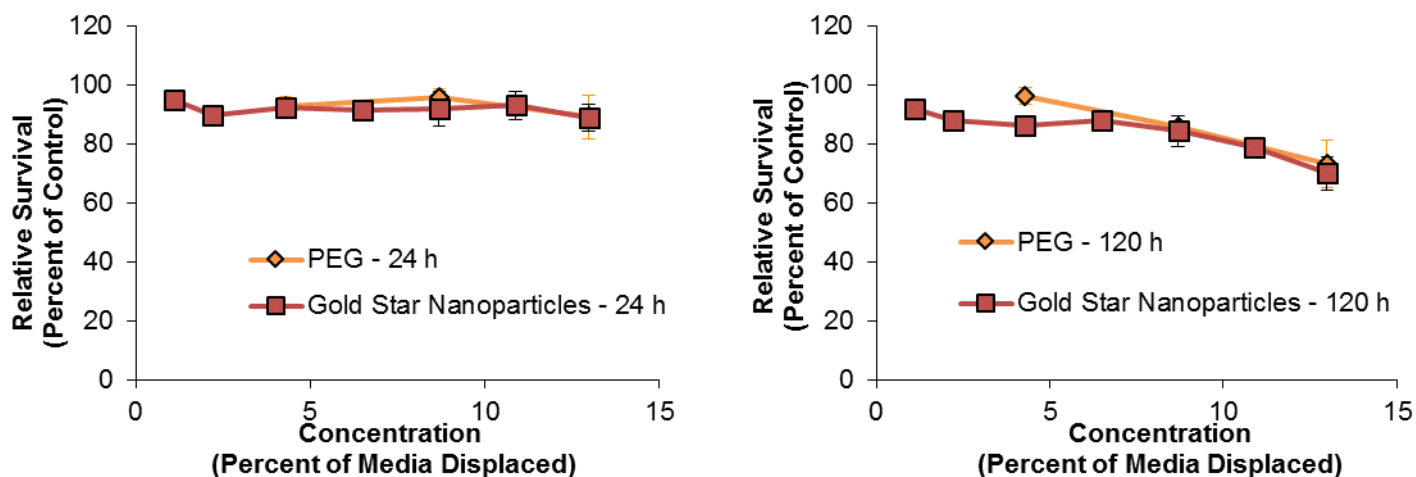 120
100
80
60
40
20
0
Relative Survival
(Percent of Control)
PEG - 24 h
Gold Star Nanoparticles - 24 h
0 5 10 15
Concentration
(Percent of Media Displaced)
120
100
80
60
40
20
0
Relative Survival
(Percent of Control)
PEG - 120 h
Gold Star Nanoparticles - 120 h
0 5 10 15
Concentration
(Percent of Media Displaced)